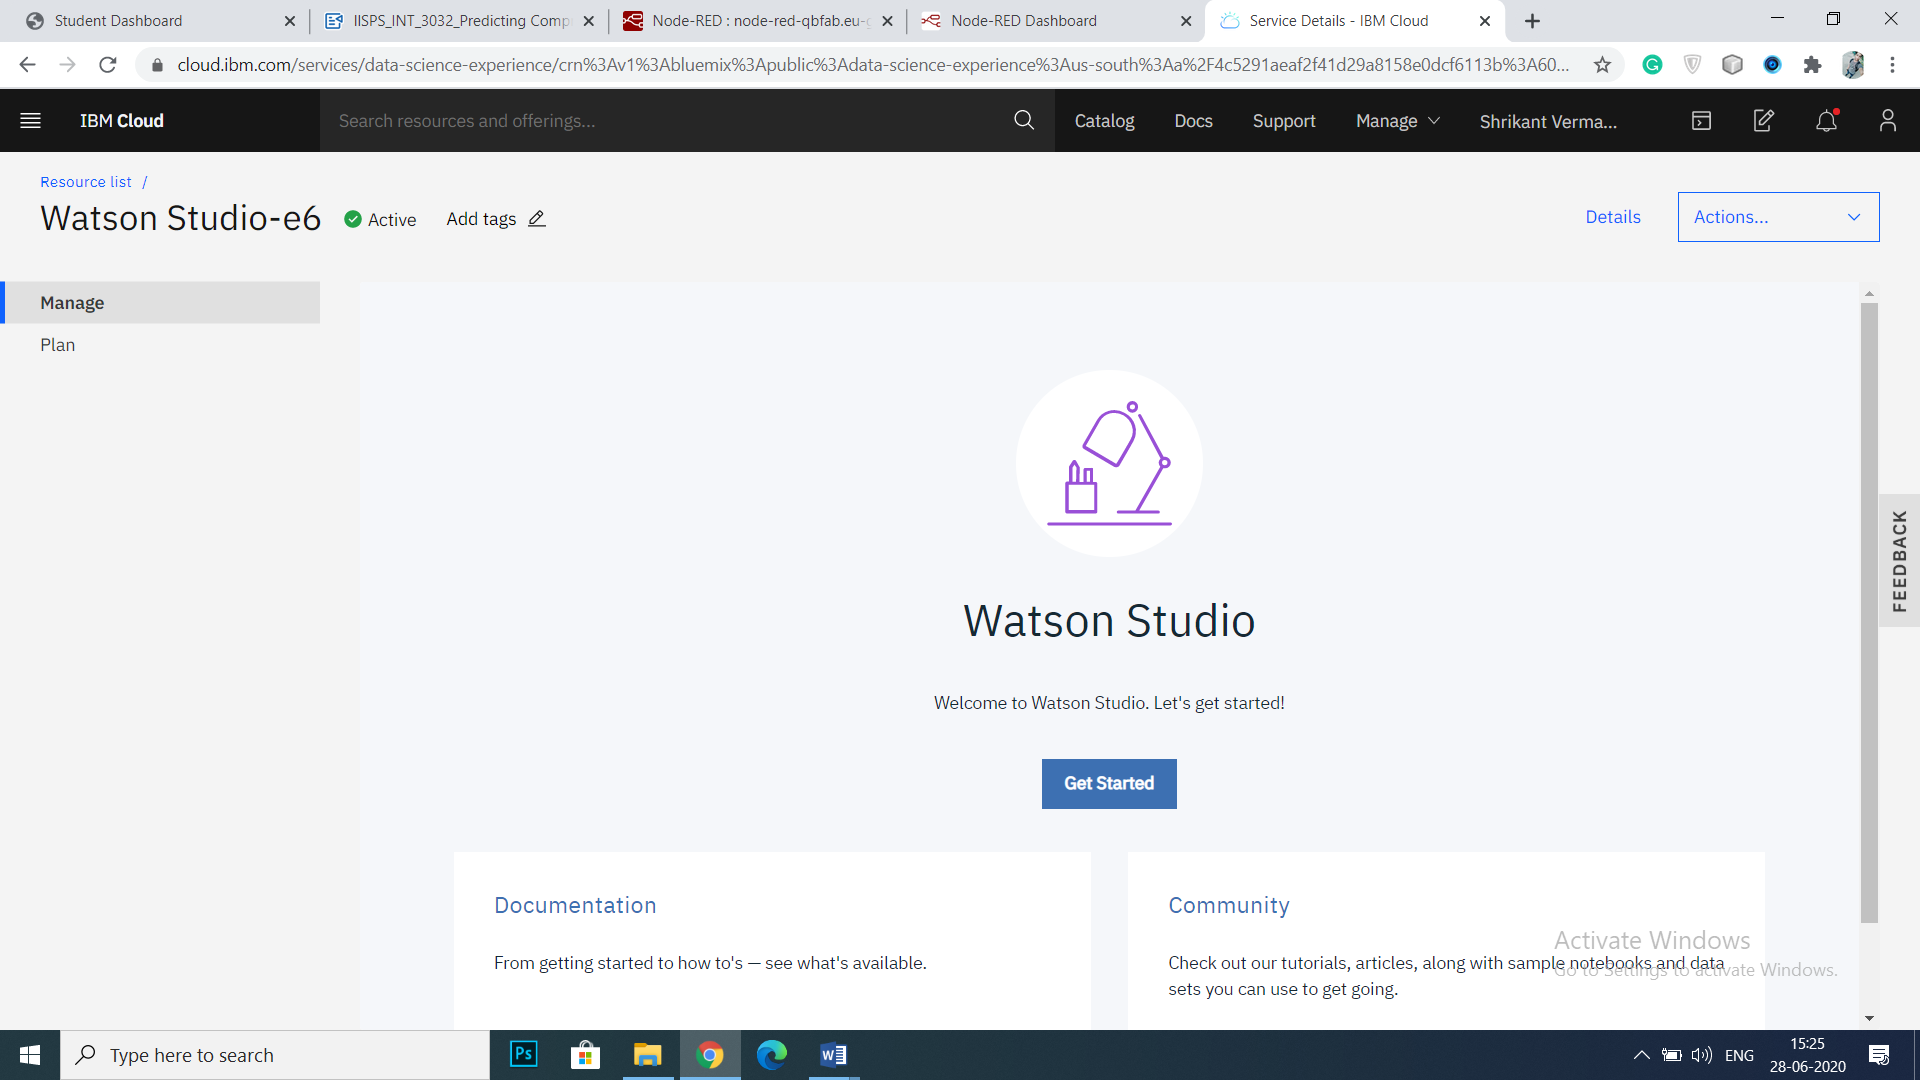 Student Dashboard
IISPS_INT_3032_Predicting Comp
Node-RED : node-red-qbfab.eu-g
Node-RED Dashboard
Service Details - IBM Cloud
cloud.ibm.com/services/data-science-experience/crn%3Av1%3Abluemix%3Apublic%3Adata-science-experience%3Aus-south%3Aa%2F4c5291aeaf2f41d29a8158e0dcf6113b%3A60...
IBM Cloud
Search resources and offerings...
Catalog
Docs
Support
Manage
Shrikant Verma...
Resource list /
Watson Studio-e6
Active
Add tags
Details
Actions...
Manage
Plan
Watson Studio
Welcome to Watson Studio. Let's get started!
Get Started
FEEDBACK
Documentation
From getting started to how to's — see what's available.
Community
Check out our tutorials, articles, along with sample notebooks and data
sets you can use to get going.
Activate Windows
Go to Settings to activate Windows.
Type here to search
Ps
ENG
15:25
28-06-2020